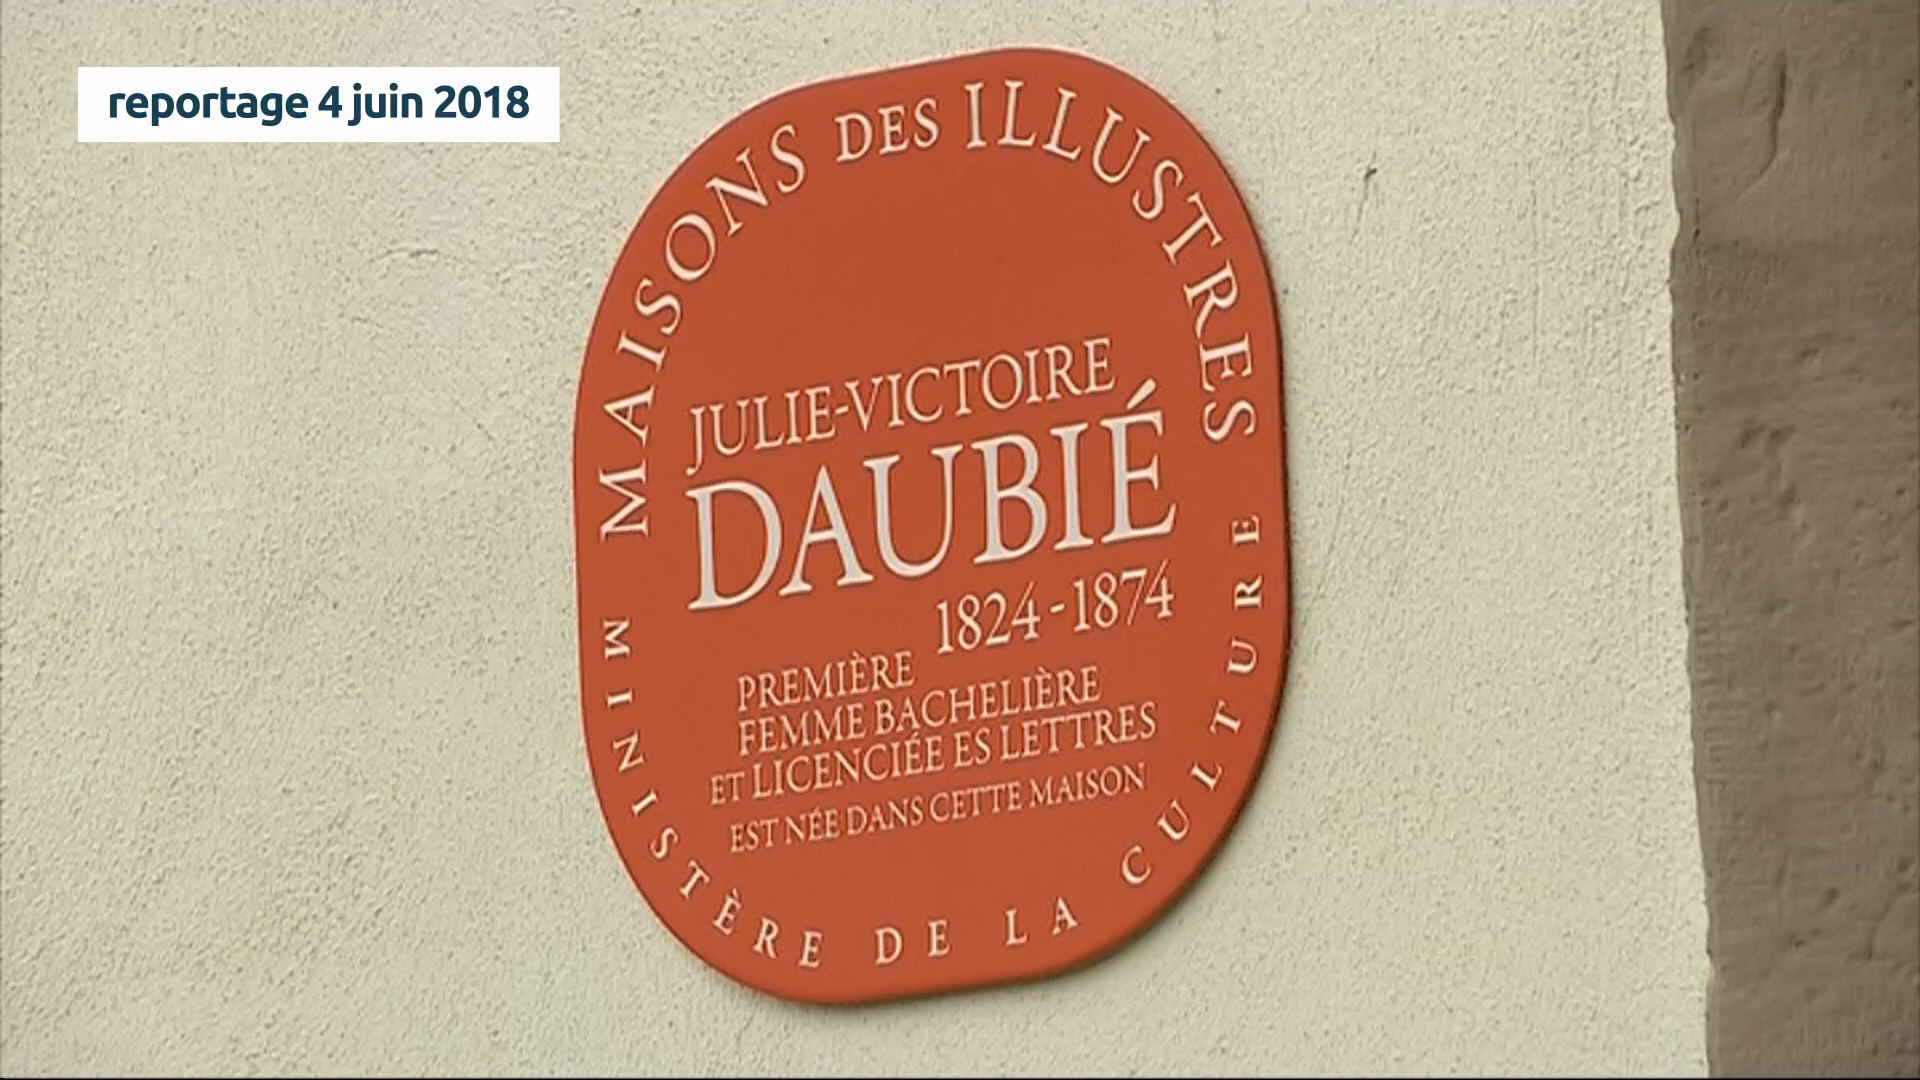 reportage 4 juin 2018
MAISONS DES ILLUSTRES
JULIE-VICTOIRE
DAUBIÉ
1824-1874
PREMIÈRE
FEMME BACHELIÈRE
ET LICENCIÉE ES LETTRES
EST NÉE DANS CETTE MAISON
MINISTÈRE DE LA CULTURE